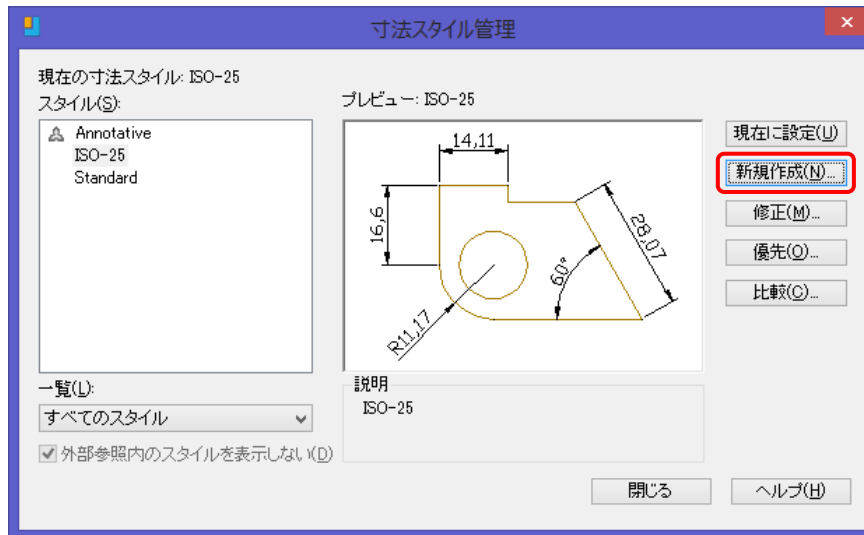 寸法スタイル管理
現在の寸法スタイル: ISO-25
スタイル(S):
Annotative
ISO-25
Standard
プレビュー: ISO-25
14,11
16,6
28,07
60°
R11,17
現在に設定(U)
新規作成(N)...
修正(M)...
優先(O)...
比較(C)...
一覧(L):
すべてのスタイル
外部参照内のスタイルを表示しない(D)
説明
ISO-25
閉じる
ヘルプ(H)